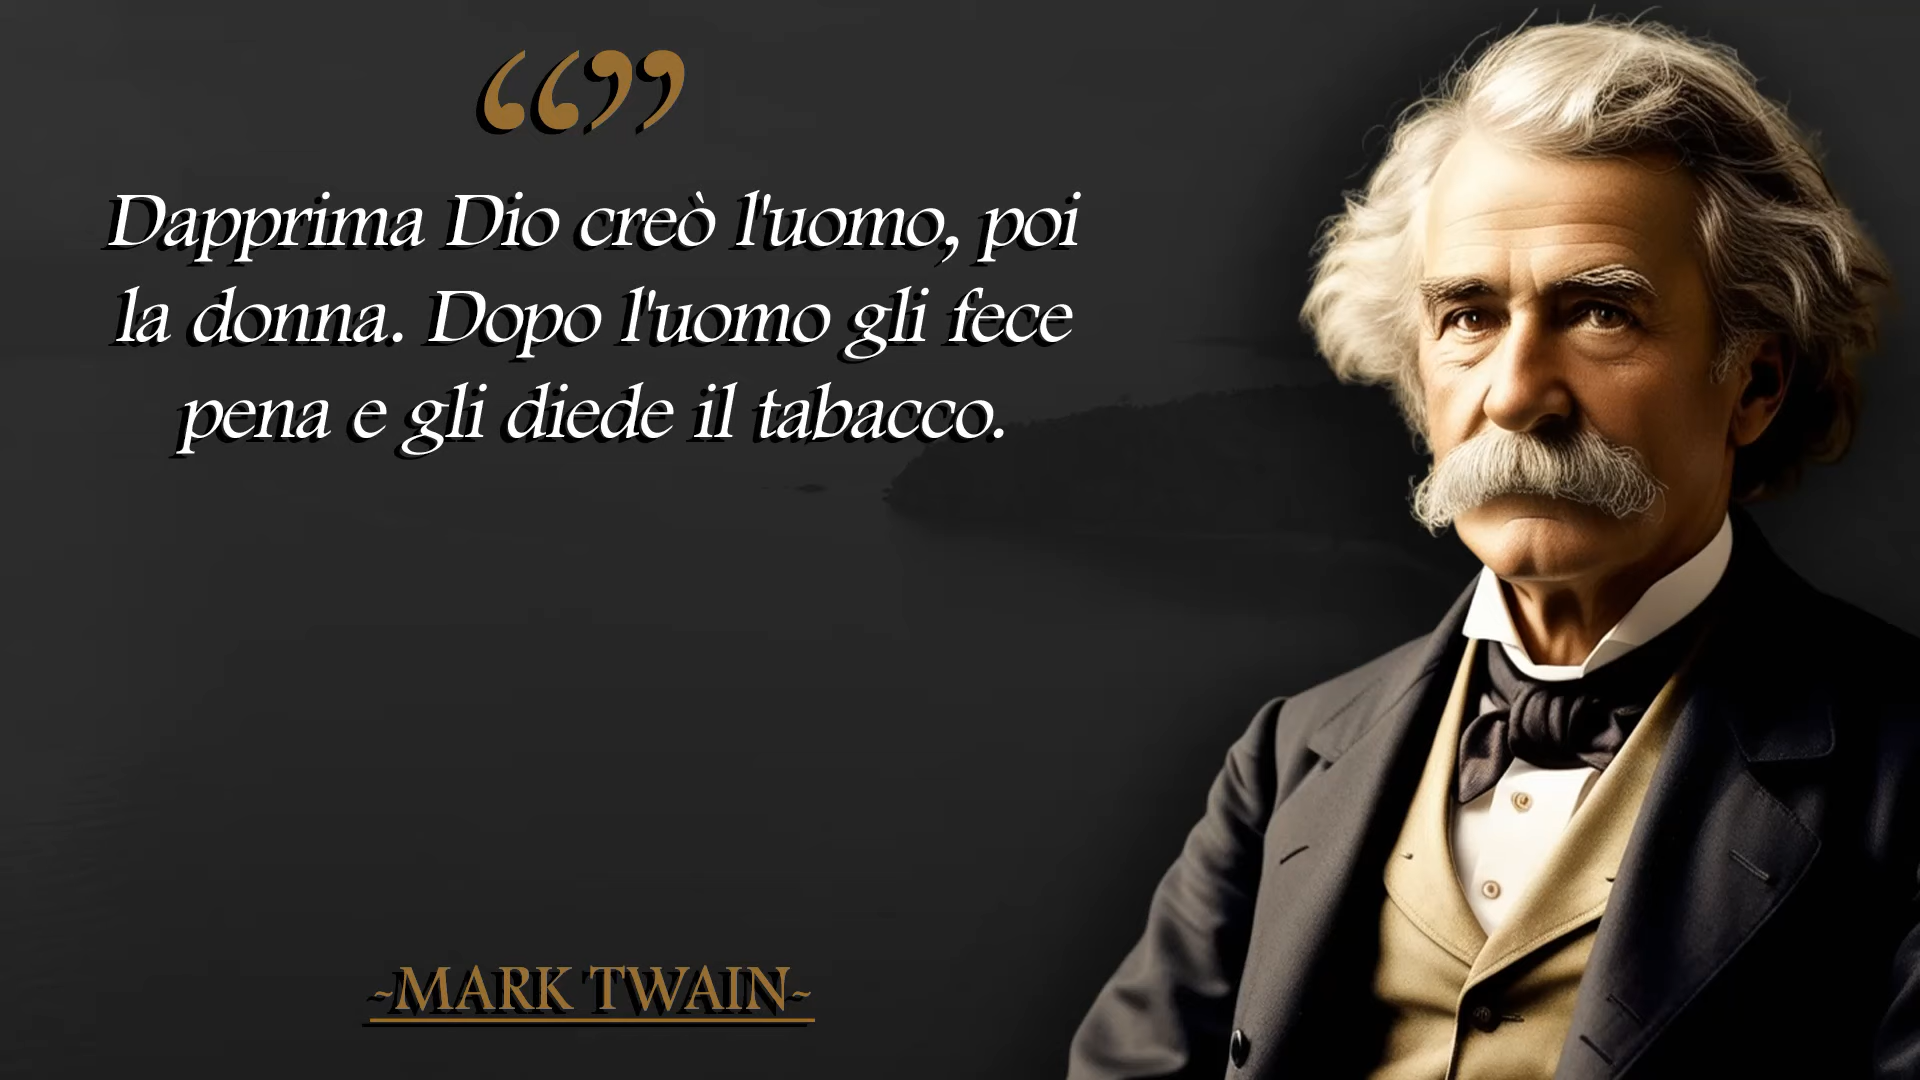 “”
Dapprima Dio creò l'uomo, poi
la donna. Dopo l'uomo gli fece
pena e gli diede il tabacco.
~MARK TWAIN~